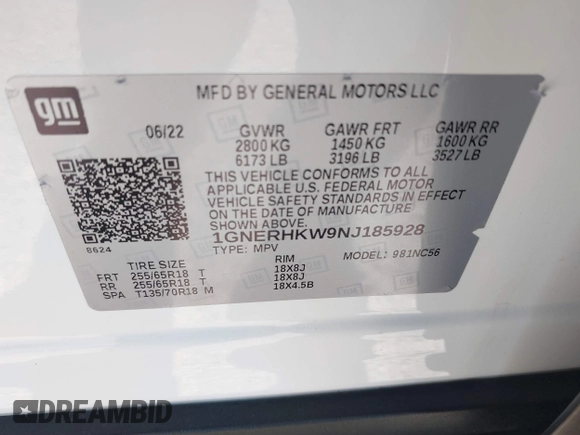 gm
MFD BY GENERAL MOTORS LLC
06/22 GVWR GAWR FRT GAWR RR
2800 KG 1450 KG 1600 KG
6173 LB 3196 LB 3527 LB
THIS VEHICLE CONFORMS TO ALL
APPLICABLE U.S. FEDERAL MOTOR
VEHICLE SAFETY STANDARDS IN EFFECT
ON THE DATE OF MANUFACTURE
1GNERHKW9NJ185928
8624
TYPE: MPV MODEL: 981NC56
TIRE SIZE RIM
FRT 255/65R18 T 18X8J
RR 255/65R18 T 18X8J
SPA T135/70R18 M 18X4.5B
DREAMBID